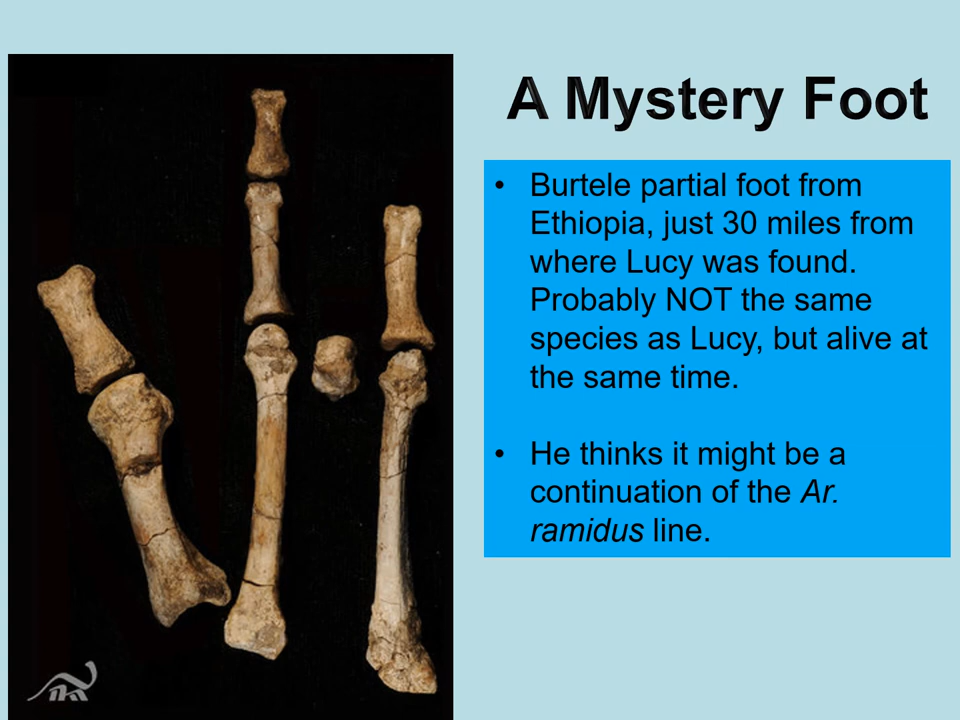 A Mystery Foot
• Burtele partial foot from
Ethiopia, just 30 miles from
where Lucy was found.
Probably NOT the same
species as Lucy, but alive at
the same time.
• He thinks it might be a
continuation of the Ar.
ramidus line.